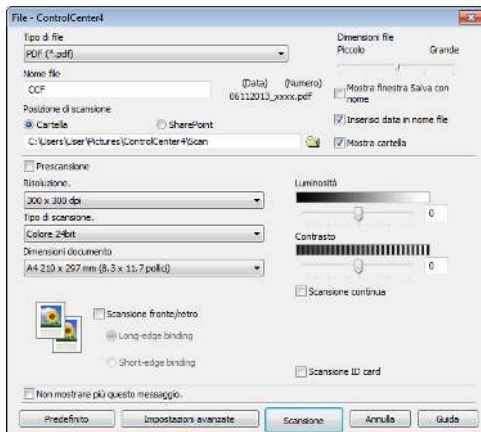 File - ControlCenter4
Tipo di file
PDF (*.pdf)
Nome file
CCF
(Data) (Numero)
06112013_xxxx.pdf
Posizione di scansione
Cartella
SharePoint
C:\Users\User\Pictures\ControlCenter4\Scan
Dimensioni file
Piccolo Grande
Mostra finestra Salva con
nome
Inserisci data in nome file
Mostra cartella
Prescansione
Risoluzione.
300 x 300 dpi
Tipo di scansione.
Colore 24bit
Dimensioni documento
A4 210 x 297 mm (8.3 x 11.7 pollici)
Luminosità
0
Contrasto
0
Scansione continua
Scansione fronte/retro
Long-edge binding
Short-edge binding
Scansione ID card
Non mostrare più questo messaggio.
Predefinito Impostazioni avanzate Scansione Annulla Guida